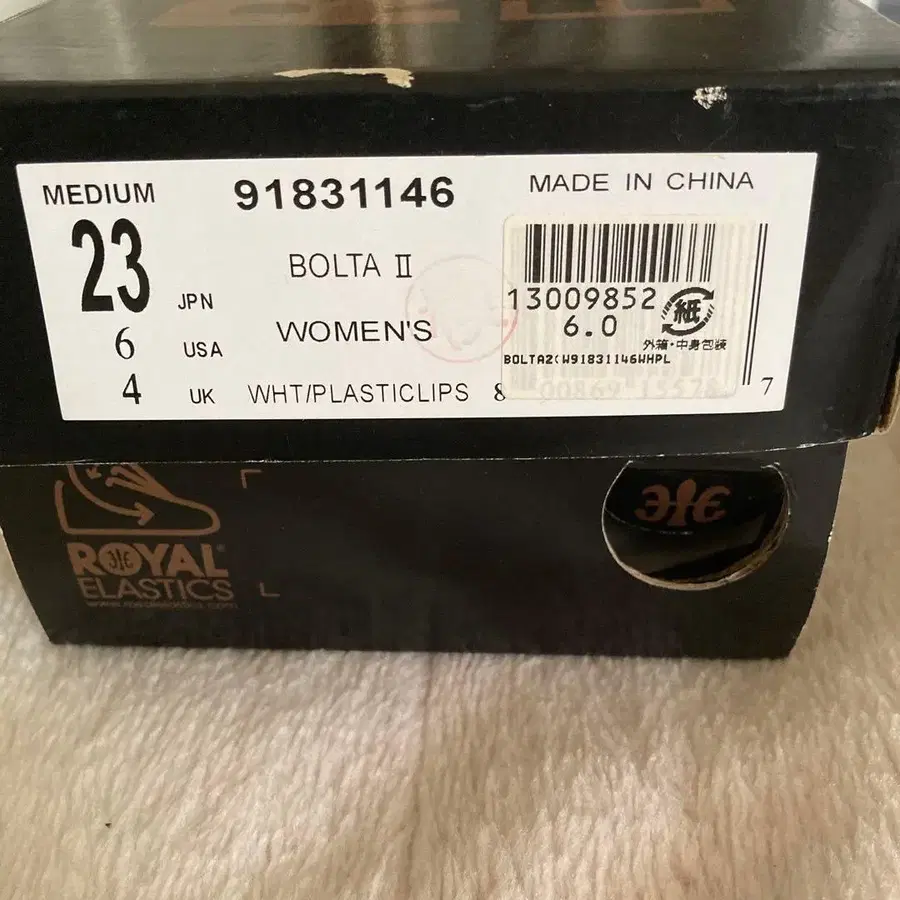 MEDIUM
91831146
MADE IN CHINA
23 JPN
BOLTA II
13009852
6.0
紙
外箱・中身包装
6 USA
WOMEN'S
BOLTA2(W91831146WHPL
4 UK
WHT/PLASTICLIPS
8
7
ROYAL
ELASTICS